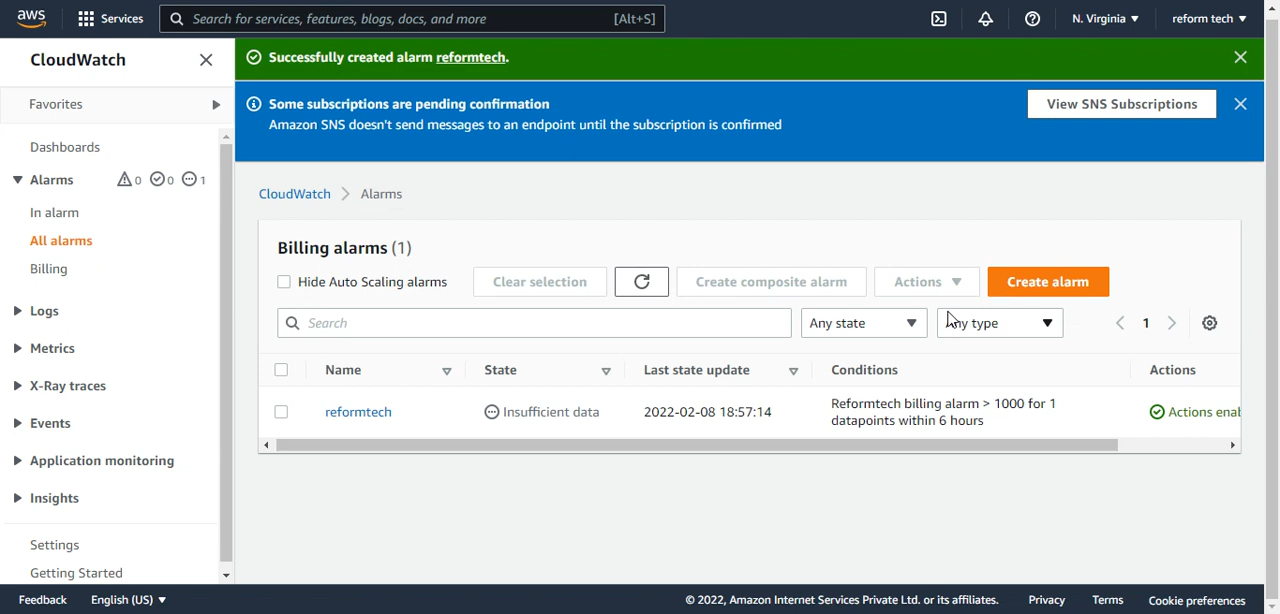 aws
Services
Search for services, features, blogs, docs, and more
[Alt+S]
N. Virginia
reform tech
CloudWatch
Favorites
Dashboards
Alarms
0
0
1
In alarm
All alarms
Billing
Logs
Metrics
X-Ray traces
Events
Application monitoring
Insights
Settings
Getting Started
Successfully created alarm reformtech.
Some subscriptions are pending confirmation
Amazon SNS doesn't send messages to an endpoint until the subscription is confirmed
View SNS Subscriptions
CloudWatch
Alarms
Billing alarms (1)
Hide Auto Scaling alarms
Clear selection
Create composite alarm
Actions
Create alarm
Search
Any state
Any type
1
Name
State
Last state update
Conditions
Actions
reformtech
Insufficient data
2022-02-08 18:57:14
Reformtech billing alarm > 1000 for 1
datapoints within 6 hours
Actions enab
Feedback
English (US)
© 2022, Amazon Internet Services Private Ltd. or its affiliates.
Privacy
Terms
Cookie preferences